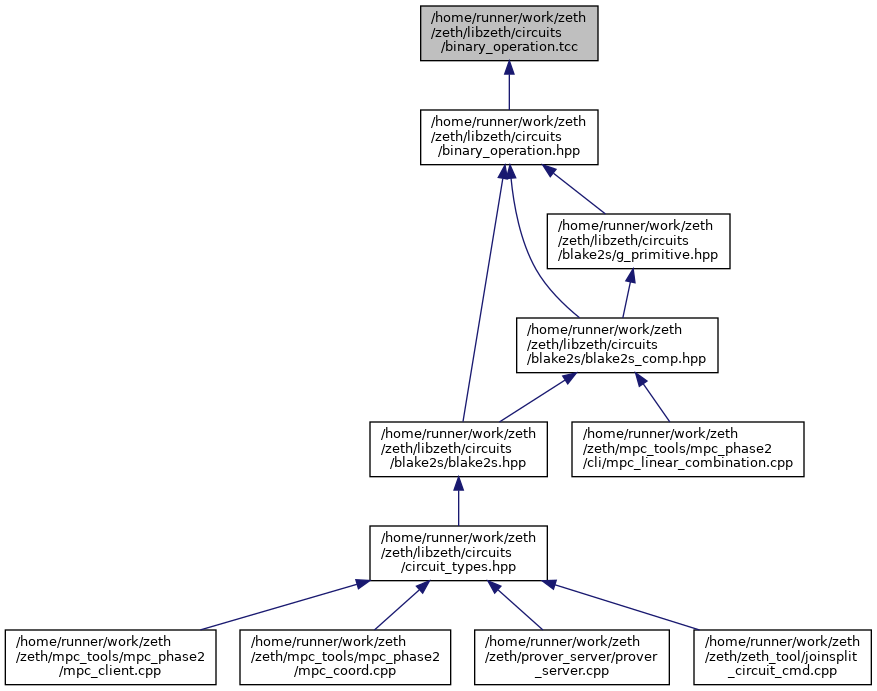 /home/runner/work/zeth
/zeth/libzeth/circuits
/binary_operation.tcc
/home/runner/work/zeth
/zeth/libzeth/circuits
/binary_operation.hpp
/home/runner/work/zeth
/zeth/libzeth/circuits
/blake2s/g_primitive.hpp
/home/runner/work/zeth
/zeth/libzeth/circuits
/blake2s/blake2s_comp.hpp
/home/runner/work/zeth
/zeth/libzeth/circuits
/blake2s/blake2s.hpp
/home/runner/work/zeth
/zeth/mpc_tools/mpc_phase2
/cli/mpc_linear_combination.cpp
/home/runner/work/zeth
/zeth/libzeth/circuits
/circuit_types.hpp
/home/runner/work/zeth
/zeth/mpc_tools/mpc_phase2
/mpc_client.cpp
/home/runner/work/zeth
/zeth/mpc_tools/mpc_phase2
/mpc_coord.cpp
/home/runner/work/zeth
/zeth/prover_server/prover
_server.cpp
/home/runner/work/zeth
/zeth/zeth_tool/joinsplit
_circuit_cmd.cpp